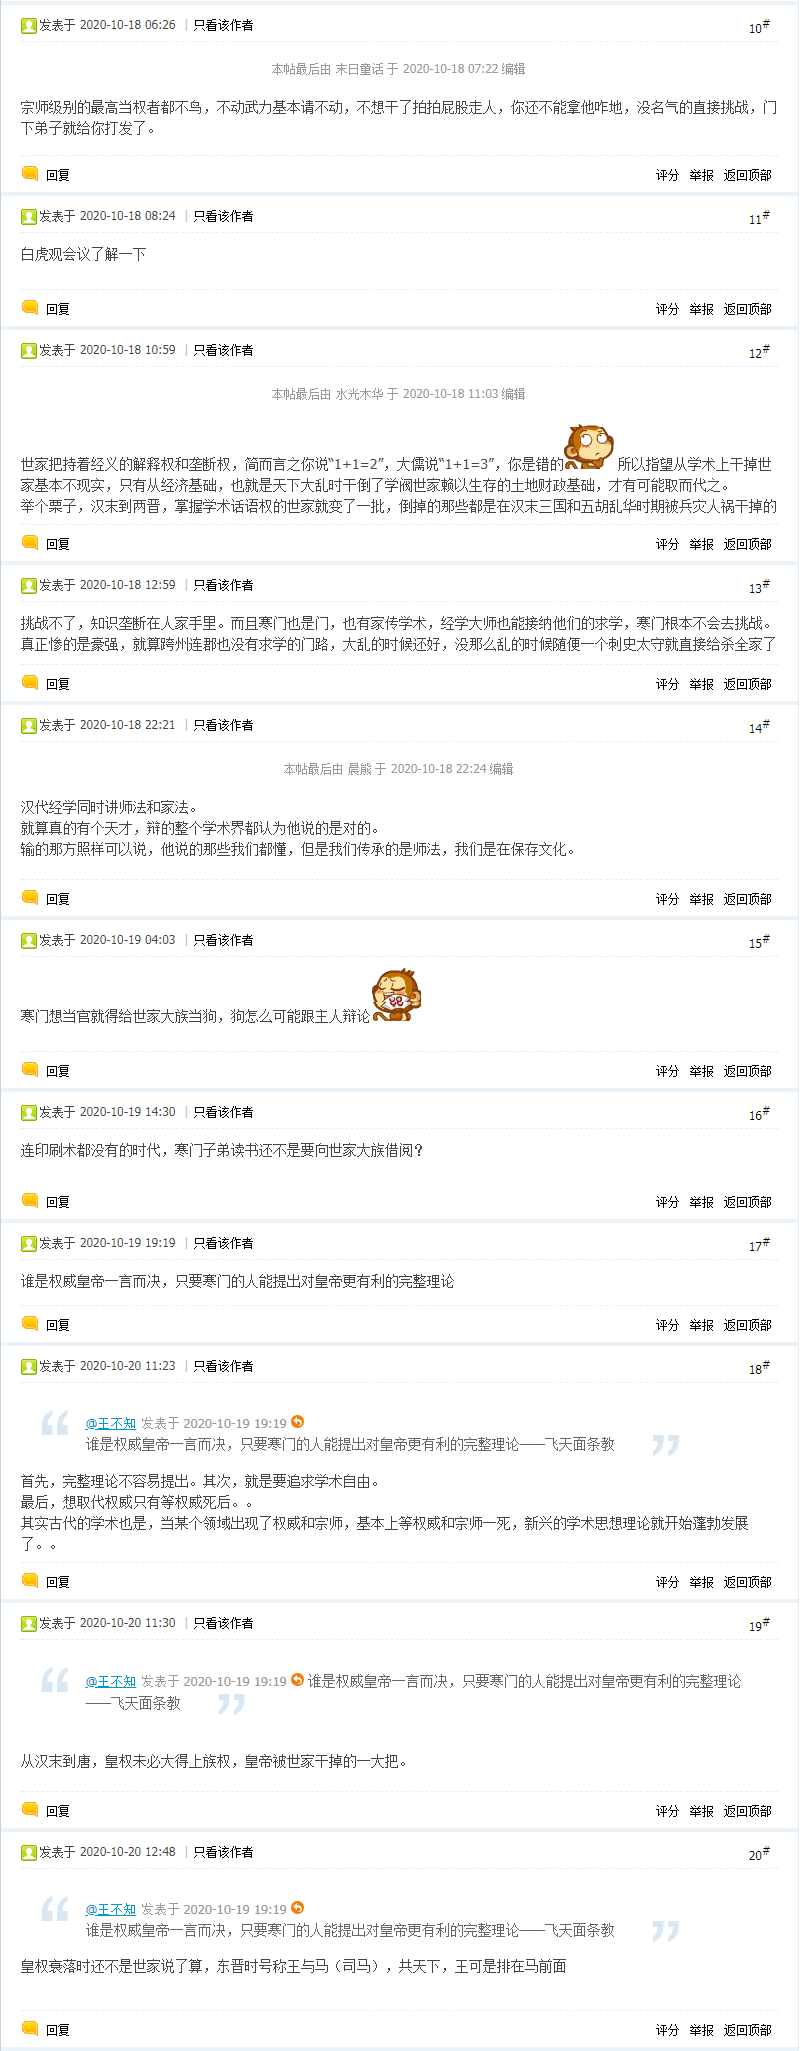 发表于 2020-10-18 06:26 | 只看该作者 10#
本帖最后由 末日童话 于 2020-10-18 07:22 编辑
宗师级别的最高当权者都不鸟，不动武力基本请不动，不想干了拍拍屁股走人，你还不能拿他咋地，没名气的直接挑战，门
下弟子就给你打发了。
回复 评分 举报 返回顶部
发表于 2020-10-18 08:24 | 只看该作者 11#
白虎观会议了解一下
回复 评分 举报 返回顶部
发表于 2020-10-18 10:59 | 只看该作者 12#
本帖最后由 水光木华 于 2020-10-18 11:03 编辑
世家把持着经义的解释权和垄断权，简而言之你说“1+1=2”，大儒说“1+1=3”，你是错的 所以指望从学术上干掉世
家基本不现实，只有从经济基础，也就是天下大乱时干倒了学阀世家赖以生存的土地财政基础，才有可能取而代之。
举个栗子，汉末到两晋，掌握学术话语权的世家就变了一批，倒掉的那些都是在汉末三国和五胡乱华时期被兵灾人祸干掉的
回复 评分 举报 返回顶部
发表于 2020-10-18 12:59 | 只看该作者 13#
挑战不了，知识垄断在人家手里。而且寒门也是门，也有家传学术，经学大师也能接纳他们的求学，寒门根本不会去挑战。
真正惨的是豪强，就算跨州连郡也没有求学的门路，大乱的时候还好，没那么乱的时候随便一个刺史太守就直接给杀全家了
回复 评分 举报 返回顶部
发表于 2020-10-18 22:21 | 只看该作者 14#
本帖最后由 晨熊 于 2020-10-18 22:24 编辑
汉代经学同时讲师法和家法。
就算真的有个天才，辩的整个学术界都认为他说的是对的。
输的那方照样可以说，他说的那些我们都懂，但是我们传承的是师法，我们是在保存文化。
回复 评分 举报 返回顶部
发表于 2020-10-19 04:03 | 只看该作者 15#
寒门想当官就得给世家大族当狗，狗怎么可能跟主人辩论
回复 评分 举报 返回顶部
发表于 2020-10-19 14:30 | 只看该作者 16#
连印刷术都没有的时代，寒门子弟读书还不是要向世家大族借阅？
回复 评分 举报 返回顶部
发表于 2020-10-19 19:19 | 只看该作者 17#
谁是权威皇帝一言而决，只要寒门的人能提出对皇帝更有利的完整理论
回复 评分 举报 返回顶部
发表于 2020-10-20 11:23 | 只看该作者 18#
@王不知 发表于 2020-10-19 19:19
谁是权威皇帝一言而决，只要寒门的人能提出对皇帝更有利的完整理论——飞天面条教
首先，完整理论不容易提出。其次，就是要追求学术自由。
最后，想取代权威只有等权威死后。。
其实古代的学术也是，当某个领域出现了权威和宗师，基本上等权威和宗师一死，新兴的学术思想理论就开始蓬勃发展
了。。
回复 评分 举报 返回顶部
发表于 2020-10-20 11:30 | 只看该作者 19#
@王不知 发表于 2020-10-19 19:19 谁是权威皇帝一言而决，只要寒门的人能提出对皇帝更有利的完整理论
——飞天面条教
从汉末到唐，皇权未必大得上族权，皇帝被世家干掉的一大把。
回复 评分 举报 返回顶部
发表于 2020-10-20 12:48 | 只看该作者 20#
@王不知 发表于 2020-10-19 19:19
谁是权威皇帝一言而决，只要寒门的人能提出对皇帝更有利的完整理论——飞天面条教
皇权衰落时还不是世家说了算，东晋时号称王与马（司马），共天下，王可是排在马前面
回复 评分 举报 返回顶部